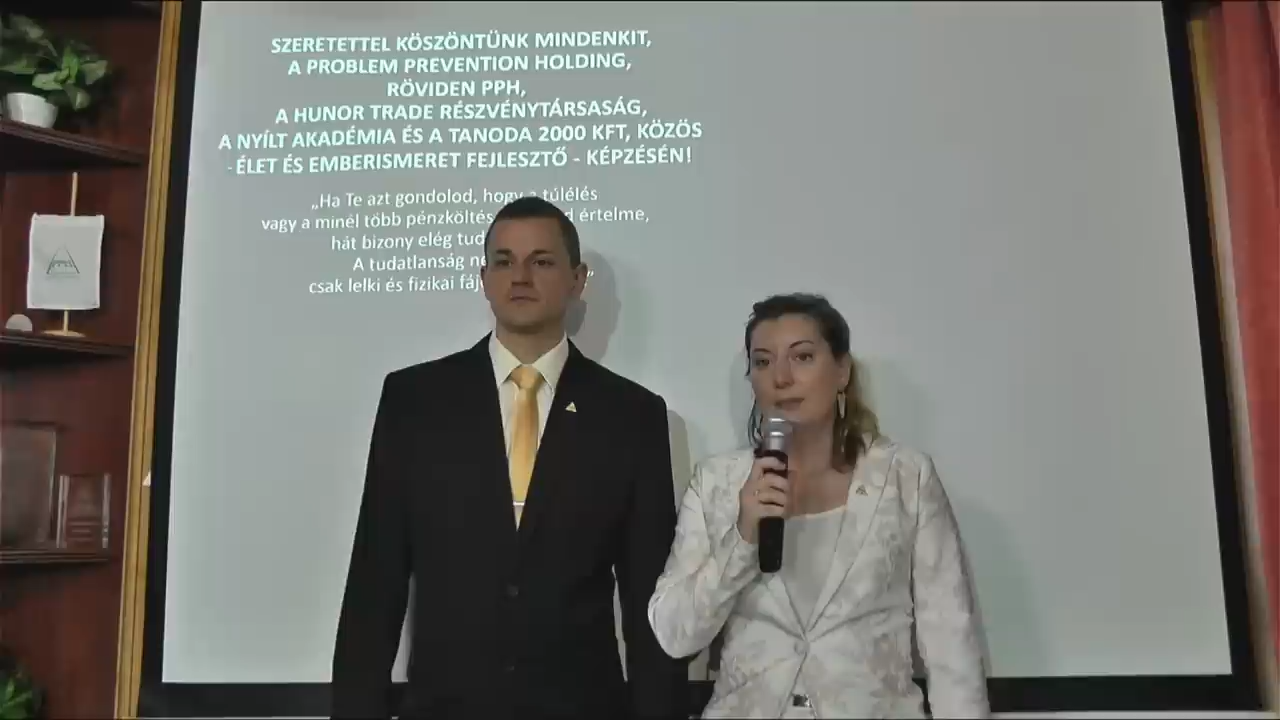 SZERETETTEL KÖSZÖNTÜNK MINDENKIT,
A PROBLEM PREVENTION HOLDING,
RÖVIDEN PPH,
A HUNOR TRADE RÉSZVÉNYTÁRSASÁG,
A NYÍLT AKADÉMIA ÉS A TANODA 2000 KFT, KÖZÖS
- ÉLET ÉS EMBERISMERET FEJLESZTŐ - KÉPZÉSÉN!
„Ha Te azt gondolod, hogy a túlélés
vagy a minél több pénzköltés értelme,
hát bizony elég
A tudatlanság
csak lelki és fizikai